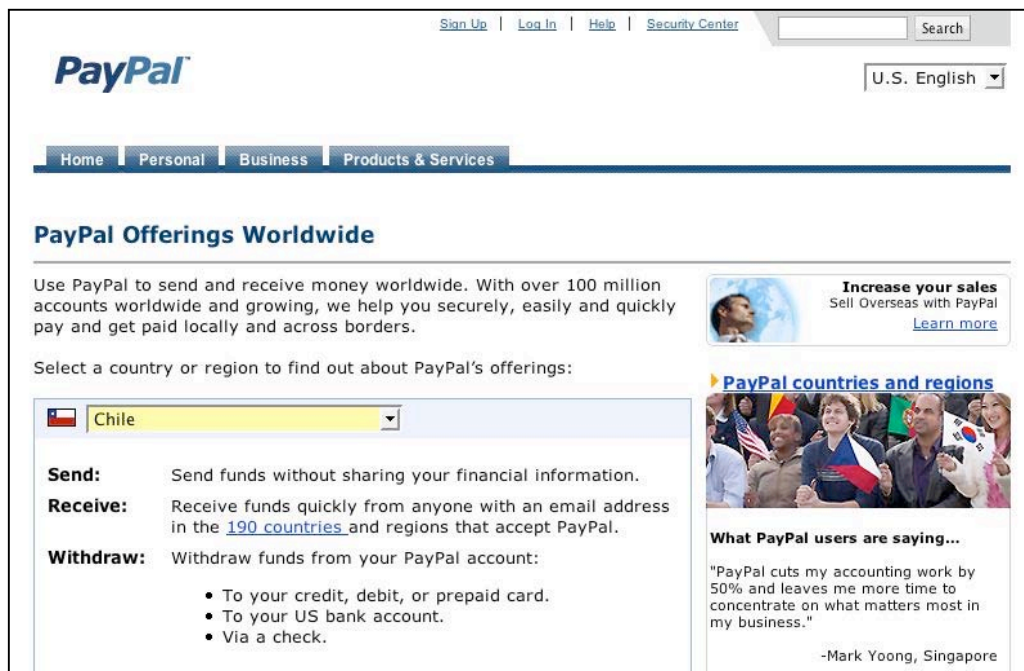 Sign Up | Log In | Help | Security Center
Search
PayPal
U.S. English
Home Personal Business Products & Services
PayPal Offerings Worldwide
Use PayPal to send and receive money worldwide. With over 100 million
accounts worldwide and growing, we help you securely, easily and quickly
pay and get paid locally and across borders.
Select a country or region to find out about PayPal's offerings:
Chile
Send: Send funds without sharing your financial information.
Receive: Receive funds quickly from anyone with an email address
in the 190 countries and regions that accept PayPal.
Withdraw: Withdraw funds from your PayPal account:
• To your credit, debit, or prepaid card.
• To your US bank account.
• Via a check.
Increase your sales
Sell Overseas with PayPal
Learn more
PayPal countries and regions
What PayPal users are saying...
"PayPal cuts my accounting work by
50% and leaves me more time to
concentrate on what matters most in
my business."
-Mark Yoong, Singapore